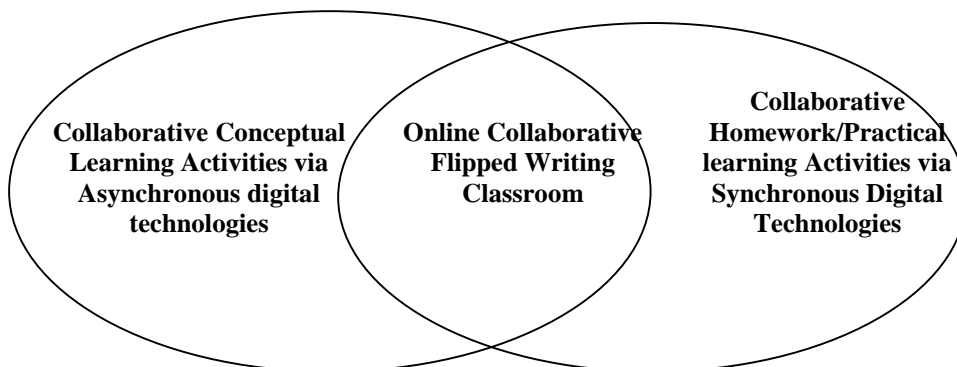 Collaborative Conceptual
Learning Activities via
Asynchronous digital
technologies
Online Collaborative
Flipped Writing
Classroom
Collaborative
Homework/Practical
learning Activities via
Synchronous Digital
Technologies